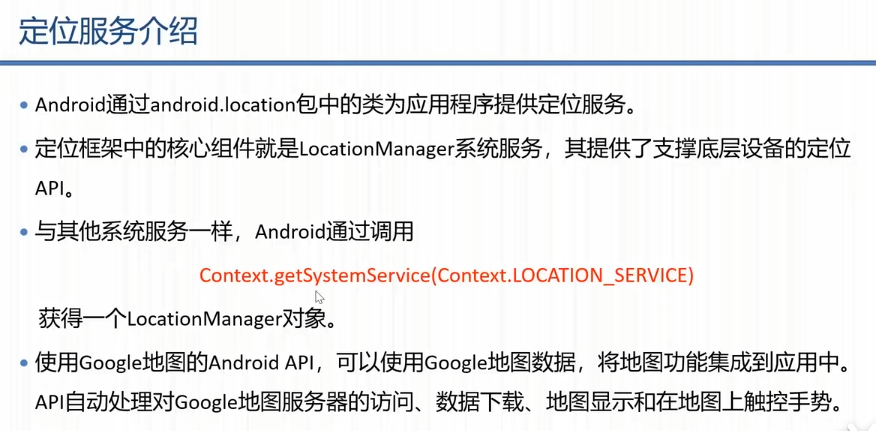 定位服务介绍
• Android通过android.location包中的类为应用程序提供定位服务。
• 定位框架中的核心组件就是LocationManager系统服务，其提供了支撑底层设备的定位
API。
• 与其他系统服务一样，Android通过调用
Context.getSystemService(Context.LOCATION_SERVICE)
获得一个LocationManager对象。
• 使用Google地图的Android API，可以使用Google地图数据，将地图功能集成到应用中。
API自动处理对Google地图服务器的访问、数据下载、地图显示和在地图上触控手势。